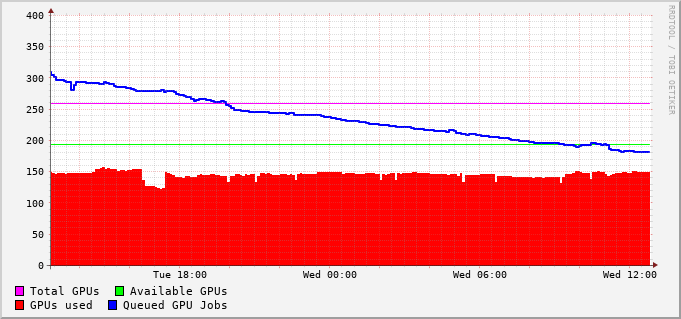 400
350
300
250
200
150
100
50
0
Tue 18:00 Wed 00:00 Wed 06:00 Wed 12:00
Total GPUs Available GPUs
GPUs used Queued GPU Jobs
RRDTOOL / TOBI OETIKER